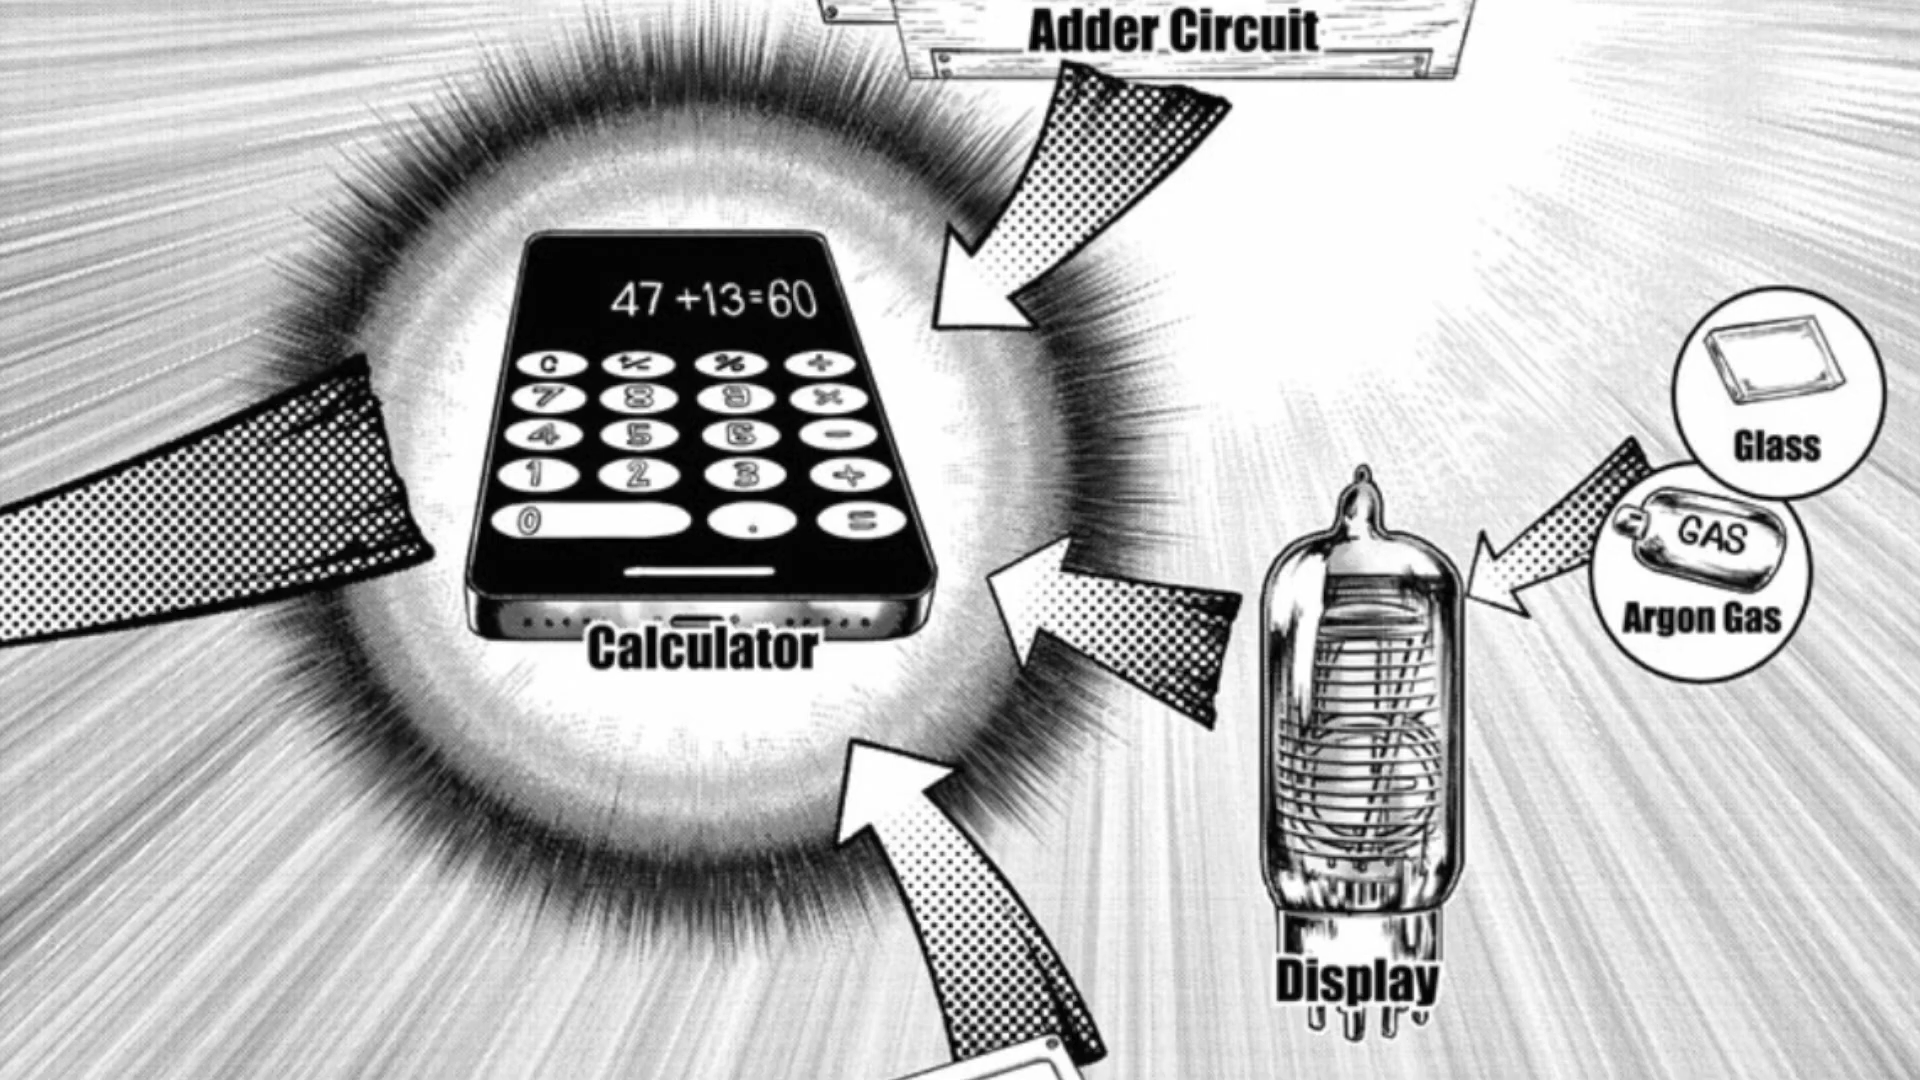 Adder Circuit
47 +13=60
C +/- % ÷
7 8 9 ×
4 5 6 -
1 2 3 +
0 . =
Calculator
Glass
GAS
Argon Gas
Display